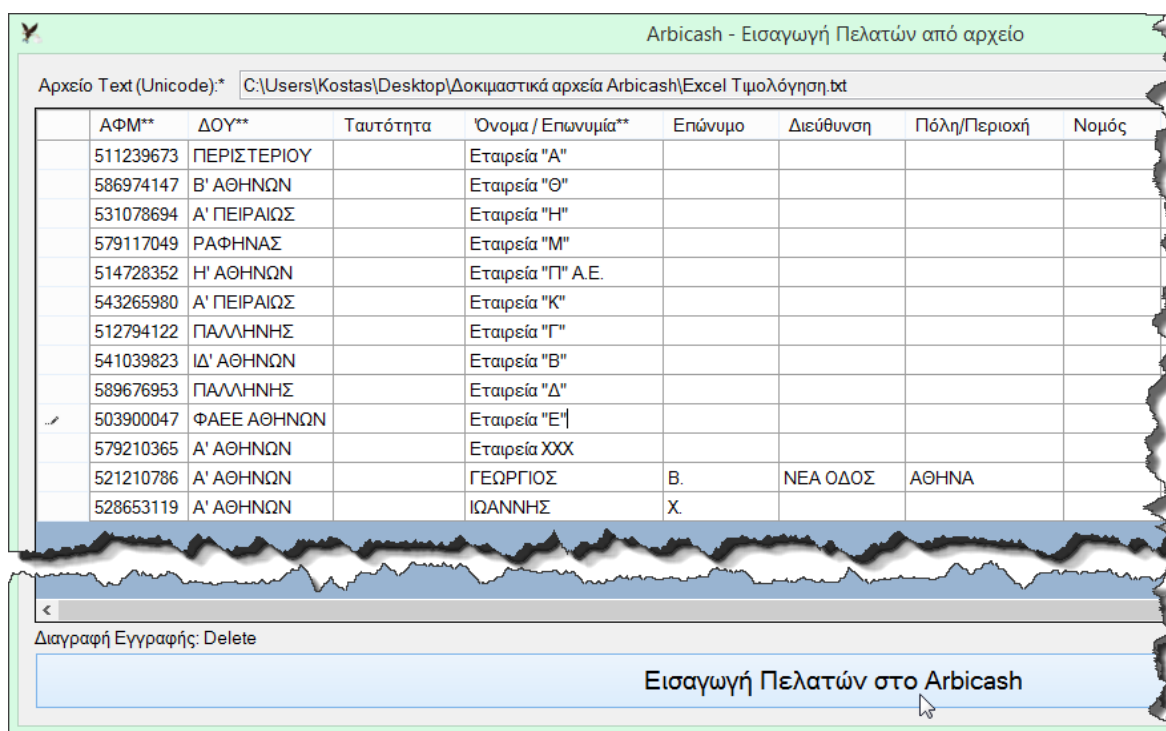 Arbicash - Εισαγωγή Πελατών από αρχείο
Αρχείο Text (Unicode):* C:\Users\Kostas\Desktop\Δοκιμαστικά αρχεία Arbicash\Excel Τιμολόγηση.txt
ΑΦΜ** ΔΟΥ** Ταυτότητα Όνομα / Επωνυμία** Επώνυμο Διεύθυνση Πόλη/Περιοχή Νομός
511239673 ΠΕΡΙΣΤΕΡΙΟΥ Εταιρεία "Α"
586974147 Β' ΑΘΗΝΩΝ Εταιρεία "Θ"
531078694 Α' ΠΕΙΡΑΙΩΣ Εταιρεία "Η"
579117049 ΡΑΦΗΝΑΣ Εταιρεία "Μ"
514728352 Η' ΑΘΗΝΩΝ Εταιρεία "Π" Α.Ε.
543265980 Α' ΠΕΙΡΑΙΩΣ Εταιρεία "Κ"
512794122 ΠΑΛΛΗΝΗΣ Εταιρεία "Γ"
541039823 ΙΔ' ΑΘΗΝΩΝ Εταιρεία "Β"
589676953 ΠΑΛΛΗΝΗΣ Εταιρεία "Δ"
503900047 ΦΑΕΕ ΑΘΗΝΩΝ Εταιρεία "Ε"
579210365 Α' ΑΘΗΝΩΝ Εταιρεία ΧΧΧ
521210786 Α' ΑΘΗΝΩΝ ΓΕΩΡΓΙΟΣ Β. ΝΕΑ ΟΔΟΣ ΑΘΗΝΑ
528653119 Α' ΑΘΗΝΩΝ ΙΩΑΝΝΗΣ Χ.
Διαγραφή Εγγραφής: Delete
Εισαγωγή Πελατών στο Arbicash